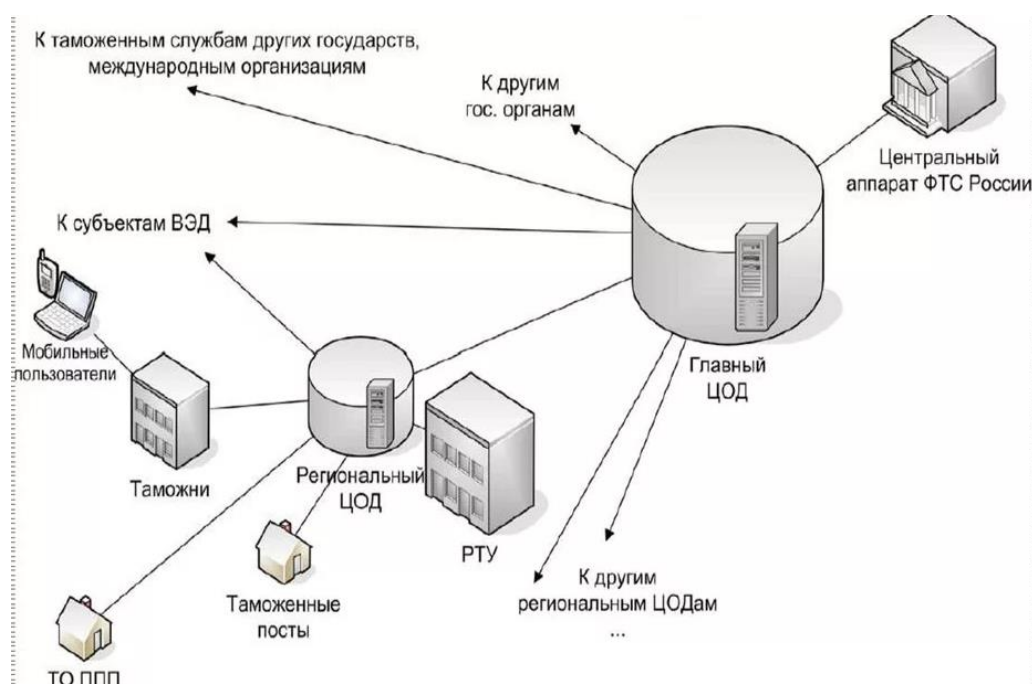 К таможенным службам других государств,
международным организациям
К другим
гос. органам
Центральный
аппарат ФТС России
К субъектам ВЭД
Мобильные
пользователи
Главный
ЦОД
Таможни
Региональный
ЦОД
РТУ
К другим
региональным ЦОДам
...
Таможенные
посты
ТО ППП